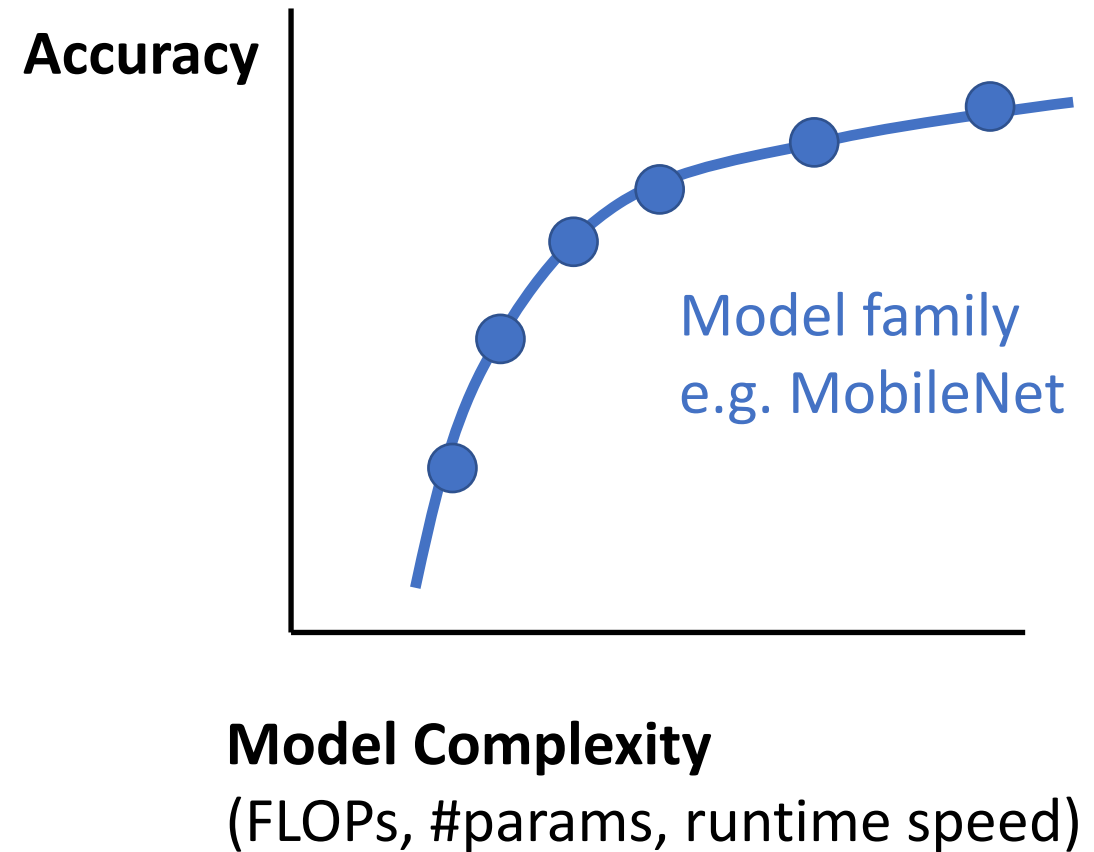 Accuracy
Model family
e.g. MobileNet
Model Complexity
(FLOPs, #params, runtime speed)